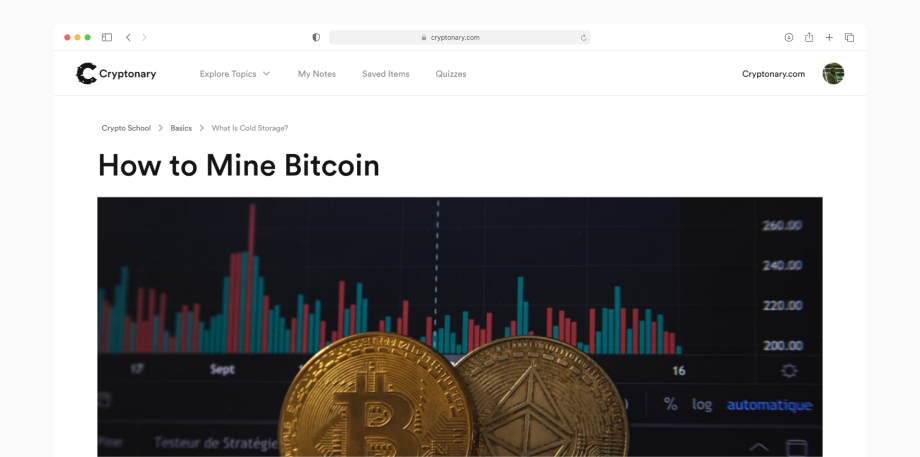 cryptonary.com
Cryptonary Explore Topics My Notes Saved Items Quizzes Cryptonary.com
Crypto School > Basics > What Is Cold Storage?
How to Mine Bitcoin
260.00
240.00
220.00
200.00
17 Sept 16
% log automatique
Testeur de Stratégie